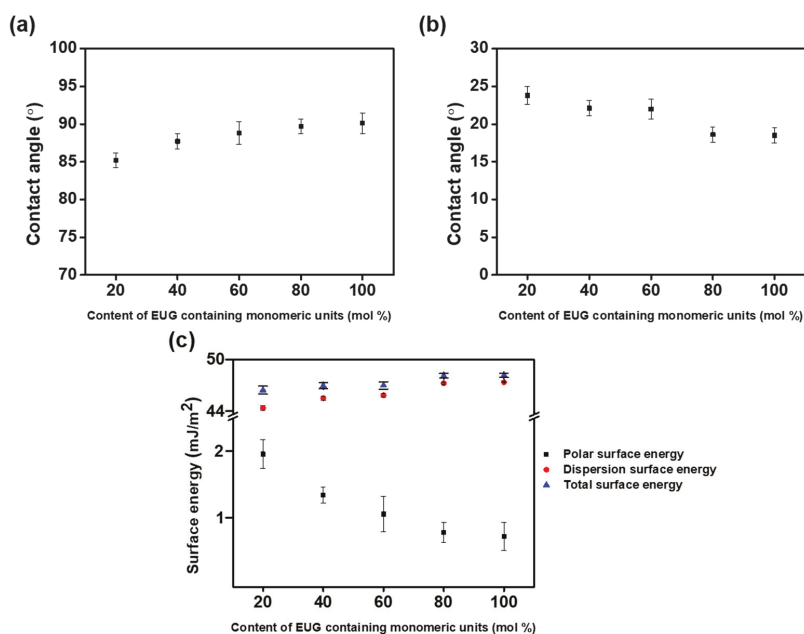 (a)
100
95
90
85
80
75
70
Contact angle (○)
20 40 60 80 100
Content of EUG containing monomeric units (mol %)
(b)
30
25
20
15
10
5
0
Contact angle (○)
20 40 60 80 100
Content of EUG containing monomeric units (mol %)
(c)
50
44
2
1
Surface energy (mJ/m²)
20 40 60 80 100
Content of EUG containing monomeric units (mol %)
Polar surface energy
Dispersion surface energy
Total surface energy